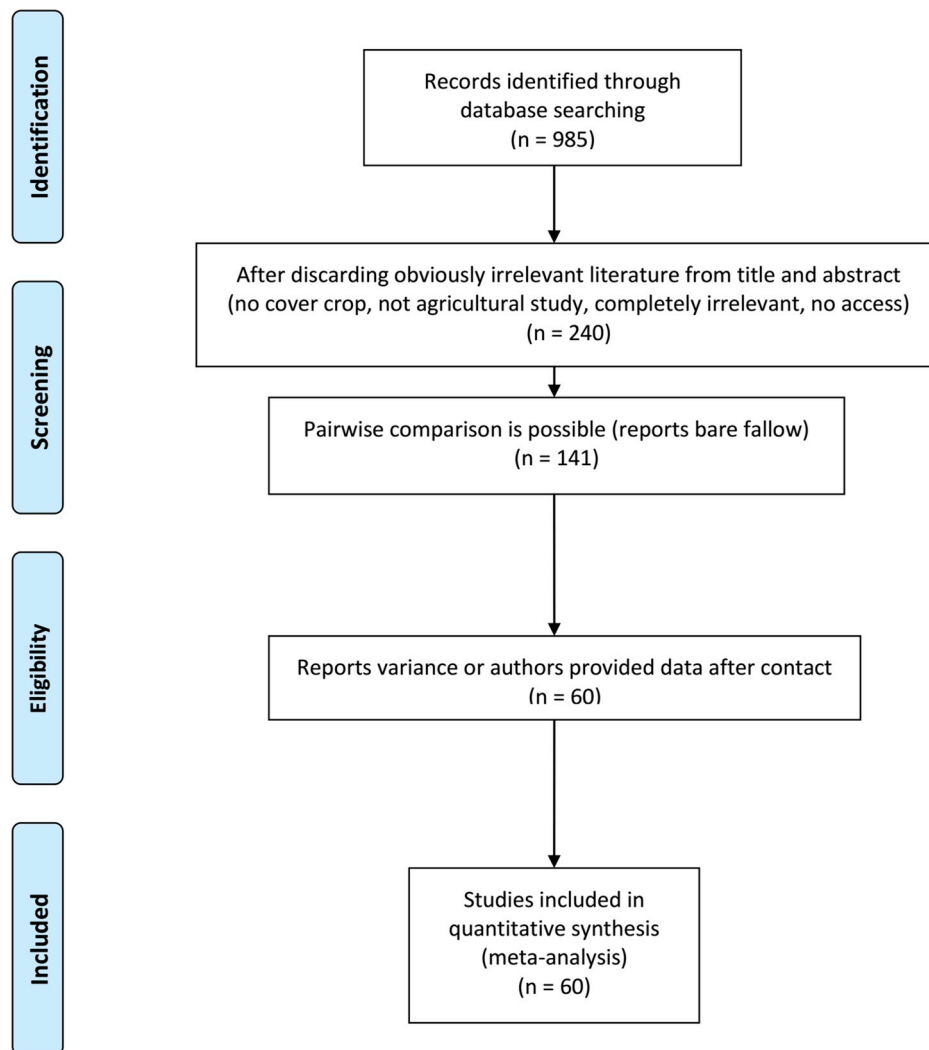 Identification
Records identified through
database searching
(n = 985)
Screening
After discarding obviously irrelevant literature from title and abstract
(no cover crop, not agricultural study, completely irrelevant, no access)
(n = 240)
Pairwise comparison is possible (reports bare fallow)
(n = 141)
Eligibility
Reports variance or authors provided data after contact
(n = 60)
Included
Studies included in
quantitative synthesis
(meta-analysis)
(n = 60)